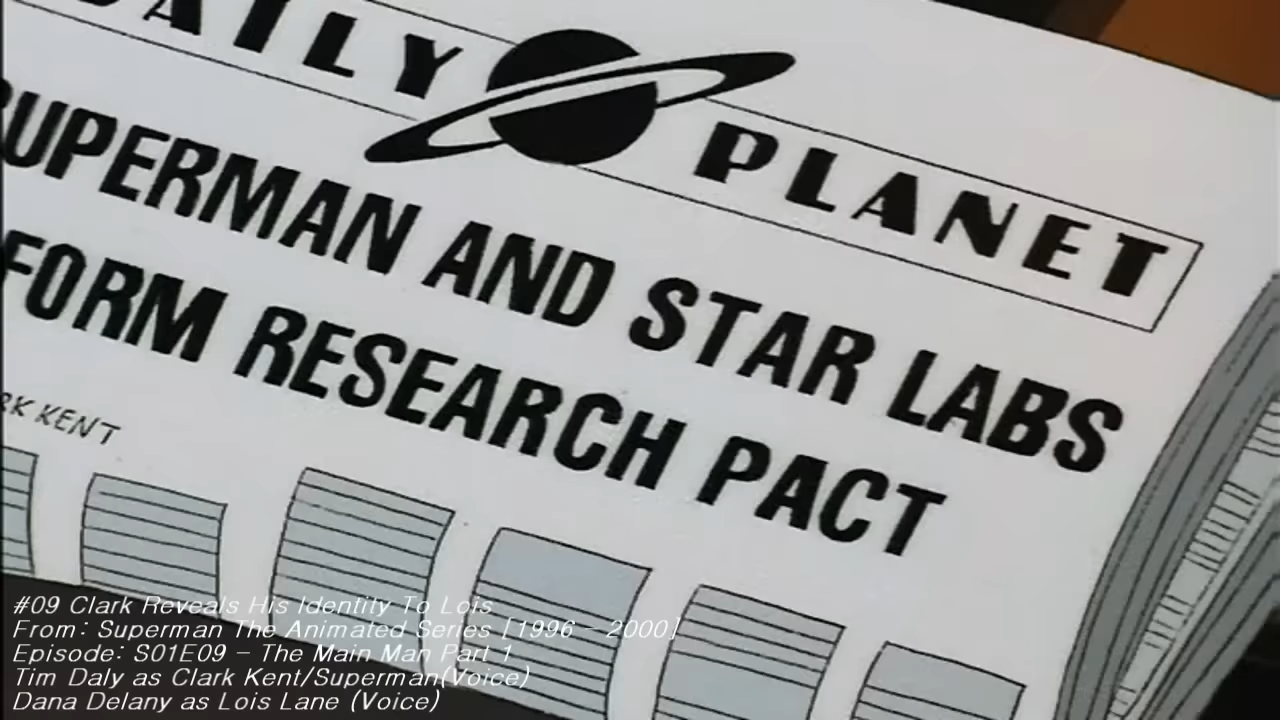 DAILY PLANET
SUPERMAN AND STAR LABS
FORM RESEARCH PACT
RK KENT
#09 Clark Reveals His Identity To Lois
From: Superman The Animated Series [1996 - 2000]
Episode: S01E09 - The Main Man Part 1
Tim Daly as Clark Kent/Superman(Voice)
Dana Delany as Lois Lane (Voice)